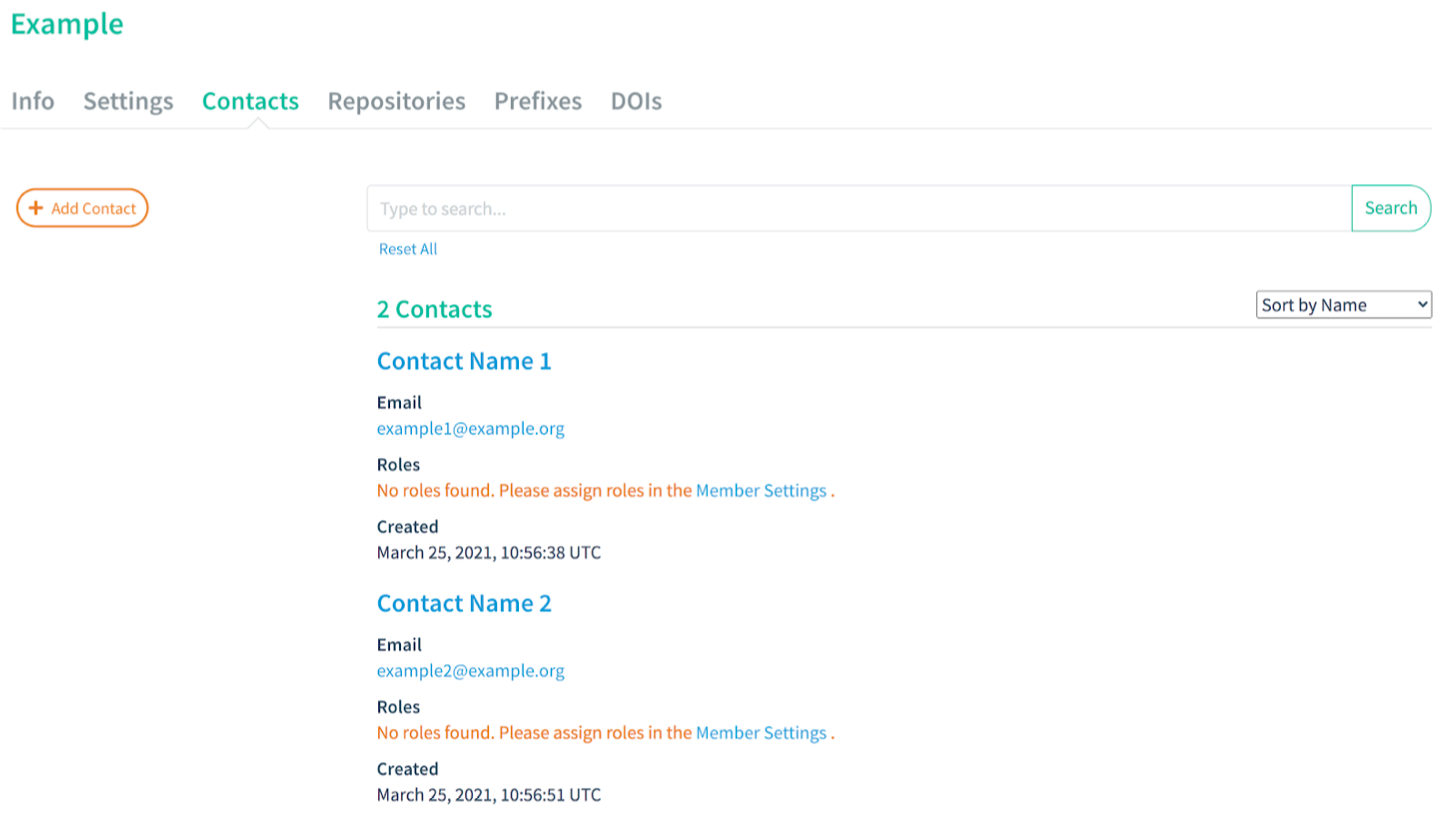 Example
Info Settings Contacts Repositories Prefixes DOIs
+ Add Contact
Type to search...
Search
Reset All
2 Contacts
Sort by Name
Contact Name 1
Email
example1@example.org
Roles
No roles found. Please assign roles in the Member Settings .
Created
March 25, 2021, 10:56:38 UTC
Contact Name 2
Email
example2@example.org
Roles
No roles found. Please assign roles in the Member Settings .
Created
March 25, 2021, 10:56:51 UTC